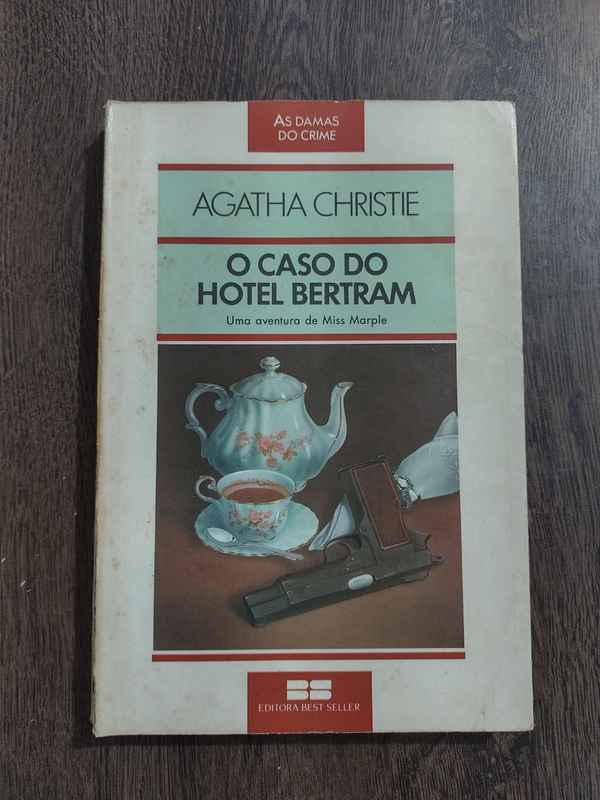 AS DAMAS
DO CRIME
AGATHA CHRISTIE
O CASO DO
HOTEL BERTRAM
Uma aventura de Miss Marple
BS
EDITORA BEST SELLER